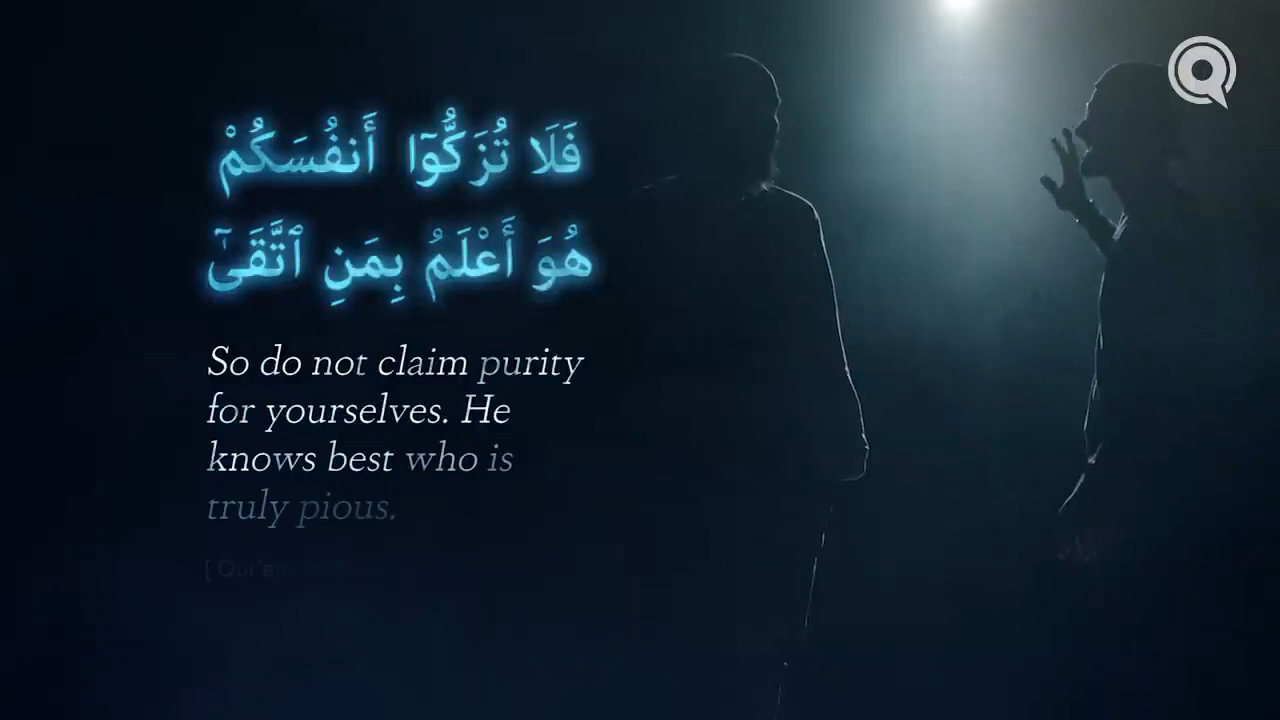 فَلَا تُزَكُّوٓا۟ أَنفُسَكُمْ
هُوَ أَعْلَمُ بِمَنِ ٱتَّقَىٰٓ
So do not claim purity
for yourselves. He
knows best who is
truly pious.